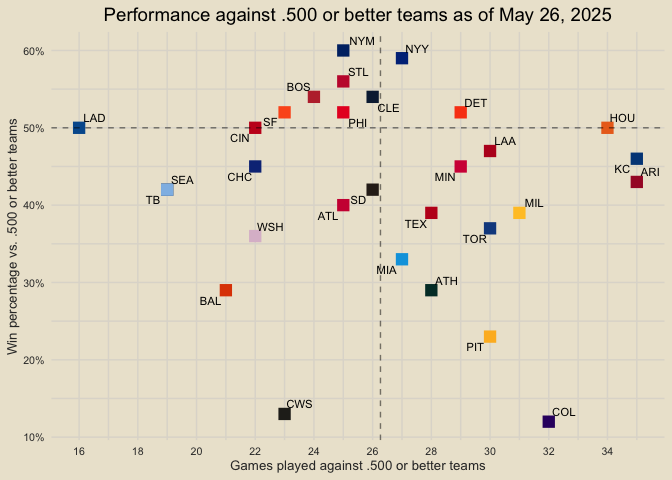 Performance against .500 or better teams as of May 26, 2025
Win percentage vs. .500 or better teams
60%
50%
40%
30%
20%
10%
NYM
NYY
STL
BOS
CLE
DET
LAD
SF
PHI
HOU
CIN
LAA
CHC
MIN
KC
ARI
SEA
TB
SD
ATL
TEX
MIL
WSH
TOR
MIA
ATH
BAL
PIT
CWS
COL
16 18 20 22 24 26 28 30 32 34
Games played against .500 or better teams